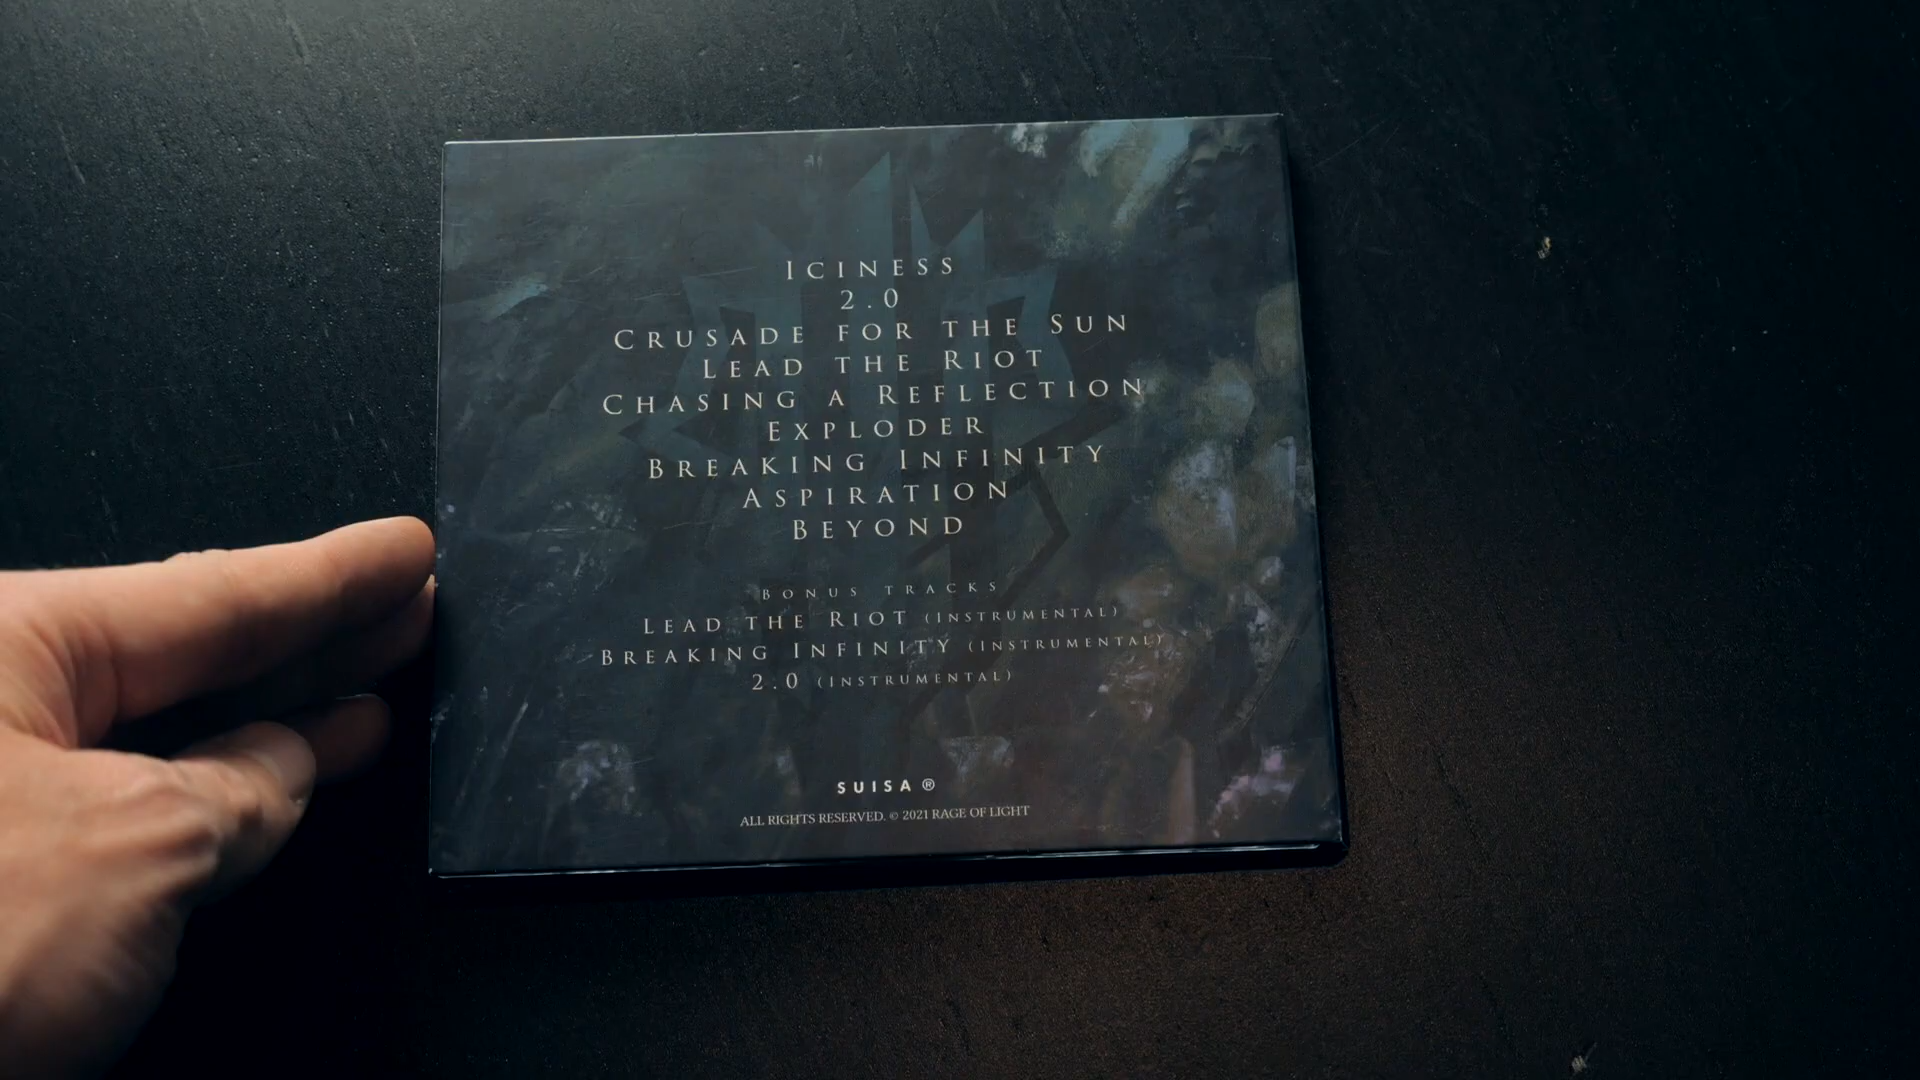 Iciness
2.0
Crusade for the Sun
Lead the Riot
Chasing a Reflection
Exploder
Breaking Infinity
Aspiration
Beyond
Bonus tracks
Lead the Riot (Instrumental)
Breaking Infinity (Instrumental)
2.0 (Instrumental)
SUISA ®
ALL RIGHTS RESERVED. © 2021 RAGE OF LIGHT